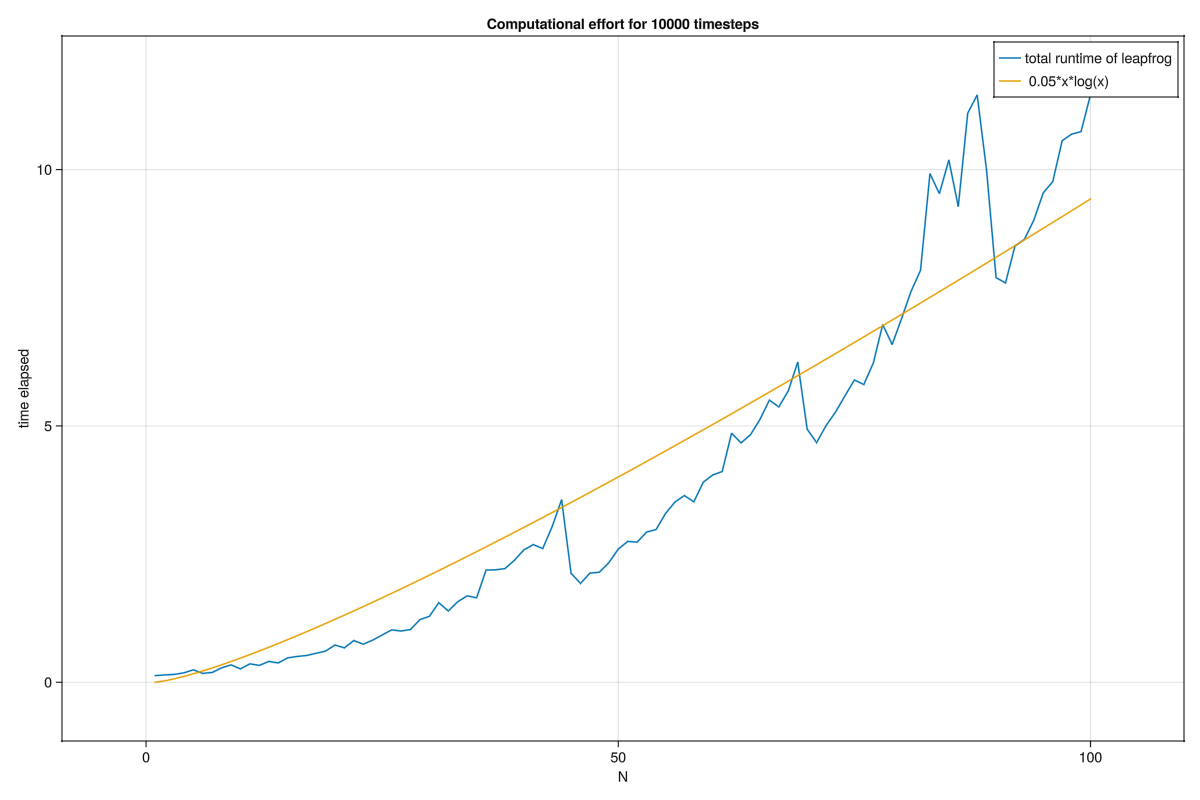 Computational effort for 10000 timesteps
total runtime of leapfrog
0.05*x*log(x)
10
5
0
time elapsed
0
50
100
N